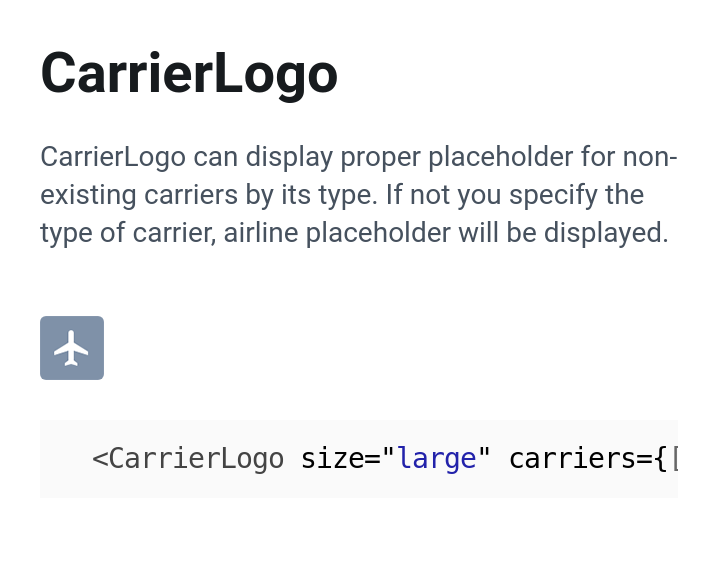 CarrierLogo
CarrierLogo can display proper placeholder for non-
existing carriers by its type. If not you specify the
type of carrier, airline placeholder will be displayed.
<CarrierLogo size="large" carriers={[